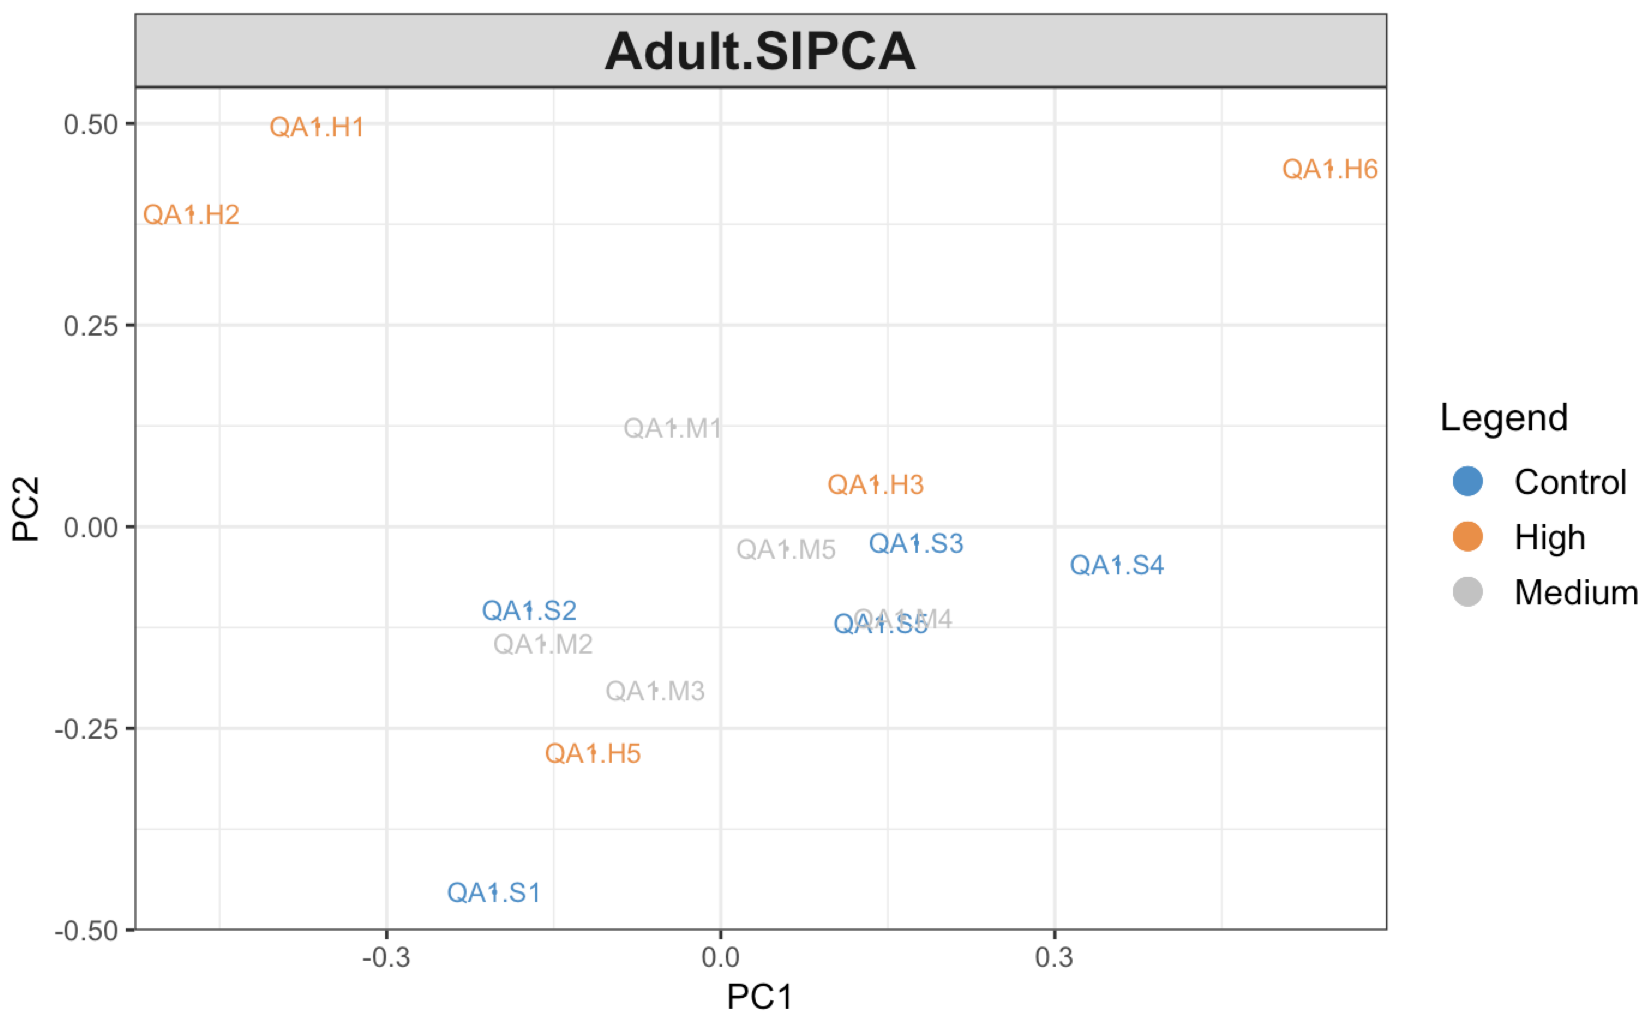 Adult.SIPCA
0.50
0.25
0.00
-0.25
-0.50
PC2
QA1.H1
QA1.H6
QA1.H2
QA1.M1
QA1.H3
QA1.M5
QA1.S3
QA1.S4
QA1.S2
QA1.M4
QA1.S5
QA1.M2
QA1.M3
QA1.H5
QA1.S1
-0.3
0.0
0.3
PC1
Legend
Control
High
Medium